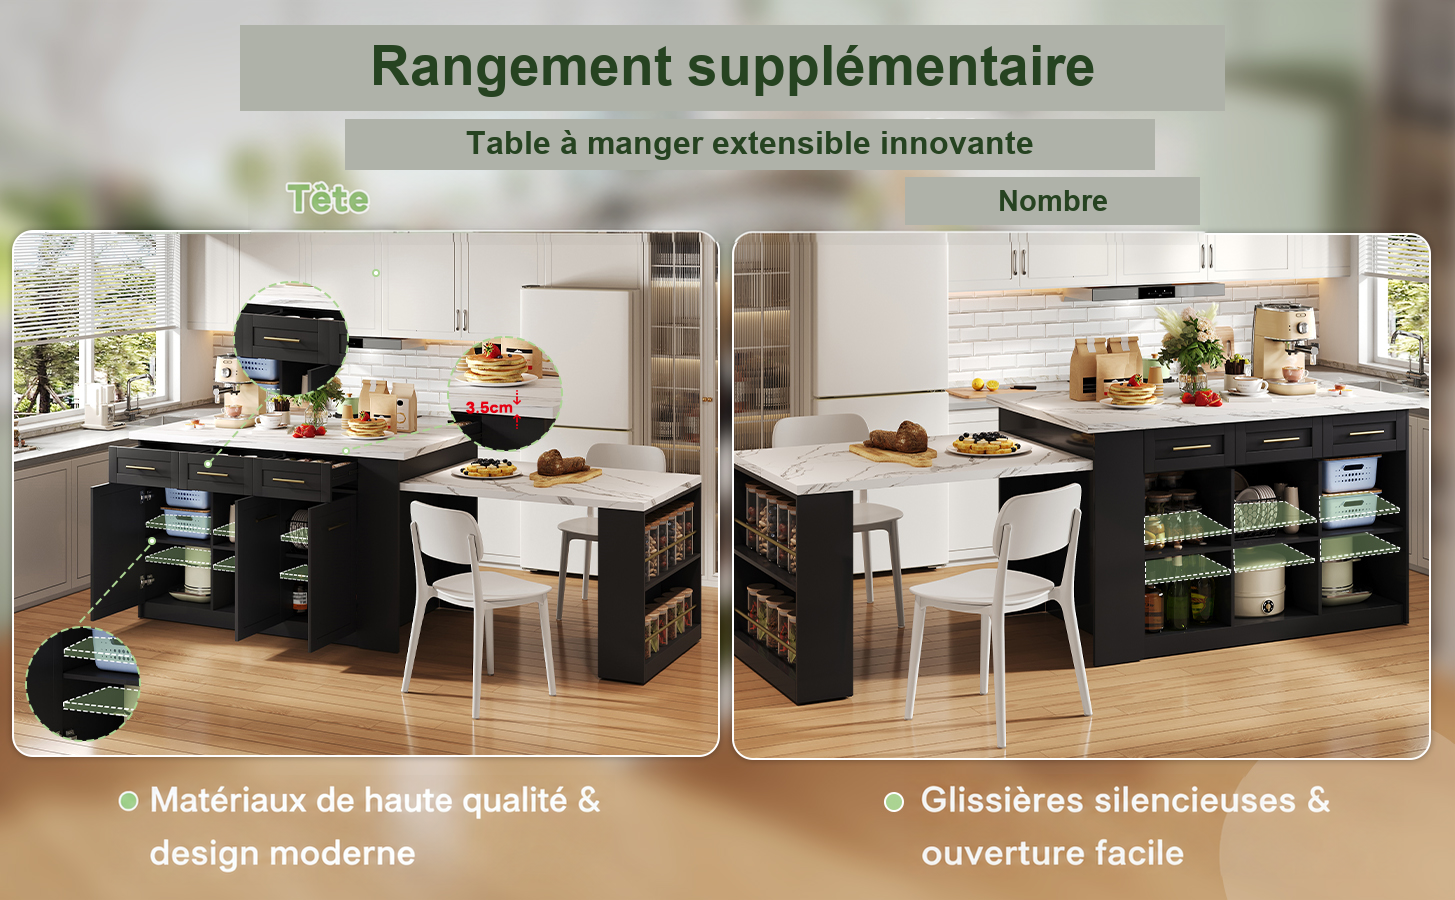 Rangement supplémentaire
Table à manger extensible innovante
Tête
Nombre
3.5cm
Matériaux de haute qualité &
design moderne
Glissières silencieuses &
ouverture facile